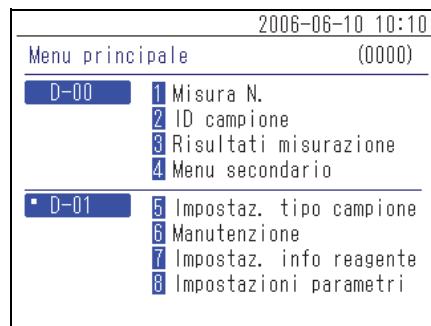 2006-06-10 10:10
Menu principale (0000)
D-00 1 Misura N.
2 ID campione
3 Risultati misurazione
4 Menu secondario
D-01 5 Impostaz. tipo campione
6 Manutenzione
7 Impostaz. info reagente
8 Impostazioni parametri